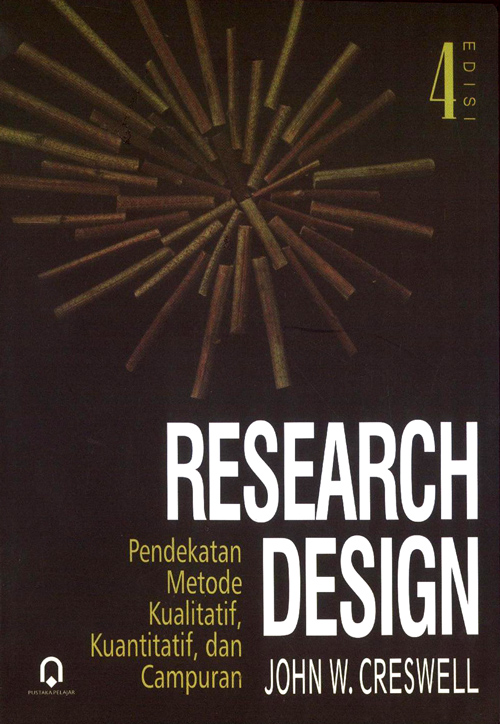 4
EDISI
RESEARCH
DESIGN
Pendekatan
Metode
Kualitatif,
Kuantitatif, dan
Campuran
JOHN W. CRESWELL
PUSTAKA PELAJAR